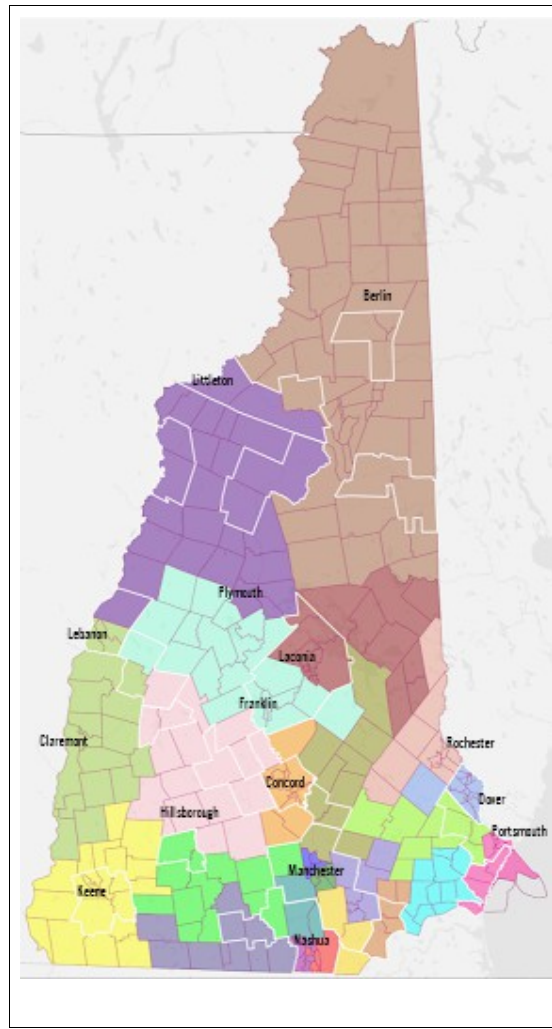 Berlin
Littleton
Plymouth
Lebanon
Laconia
Franklin
Claremont
Rochester
Concord
Dover
Hillsborough
Portsmouth
Manchester
Keene
Nashua